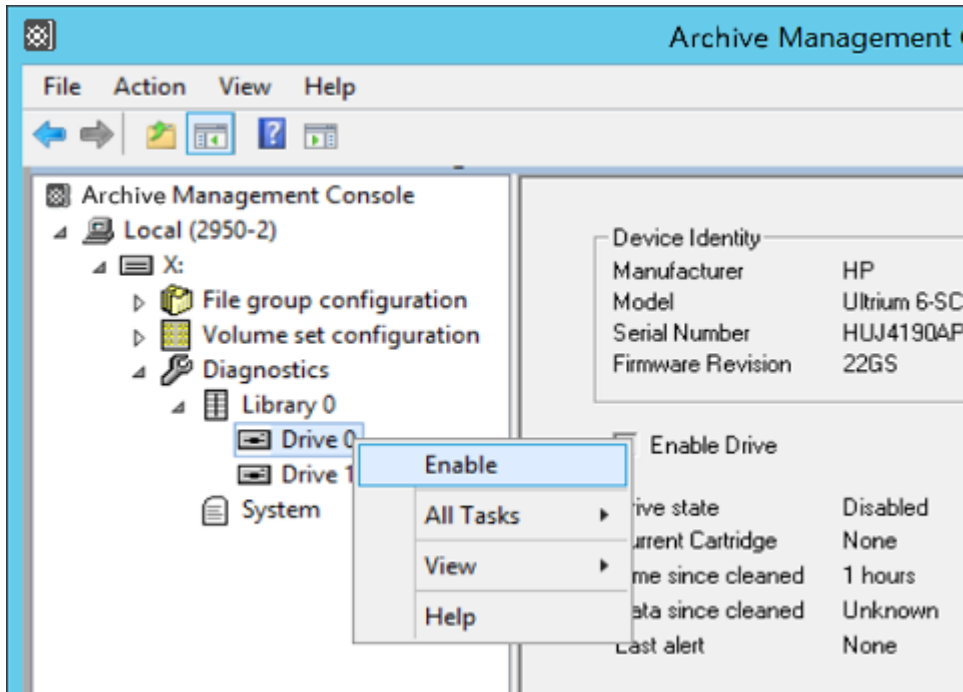 Archive Management
File Action View Help
Archive Management Console
Local (2950-2)
X:
File group configuration
Volume set configuration
Diagnostics
Library 0
Drive 0
Drive 1
System
Enable
All Tasks
View
Help
Device Identity
Manufacturer HP
Model Ultrium 6-SC
Serial Number HUJ4190AP
Firmware Revision 22GS
Enable Drive
rive state Disabled
urrent Cartridge None
me since cleaned 1 hours
ata since cleaned Unknown
Last alert None